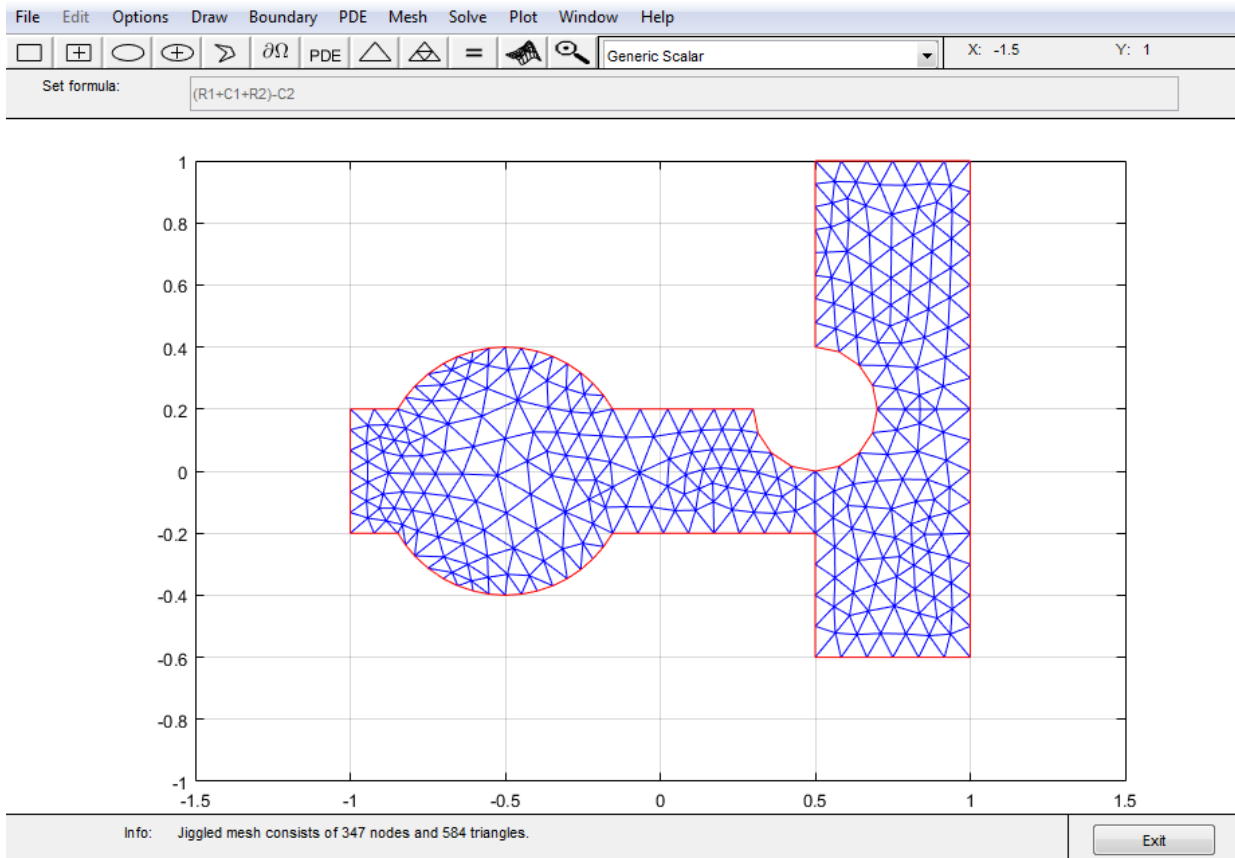 File Edit Options Draw Boundary PDE Mesh Solve Plot Window Help
∂Ω PDE = Generic Scalar X: -1.5 Y: 1
Set formula: (R1+C1+R2)-C2
1
0.8
0.6
0.4
0.2
0
-0.2
-0.4
-0.6
-0.8
-1
-1.5 -1 -0.5 0 0.5 1 1.5
Info: Jiggled mesh consists of 347 nodes and 584 triangles. Exit